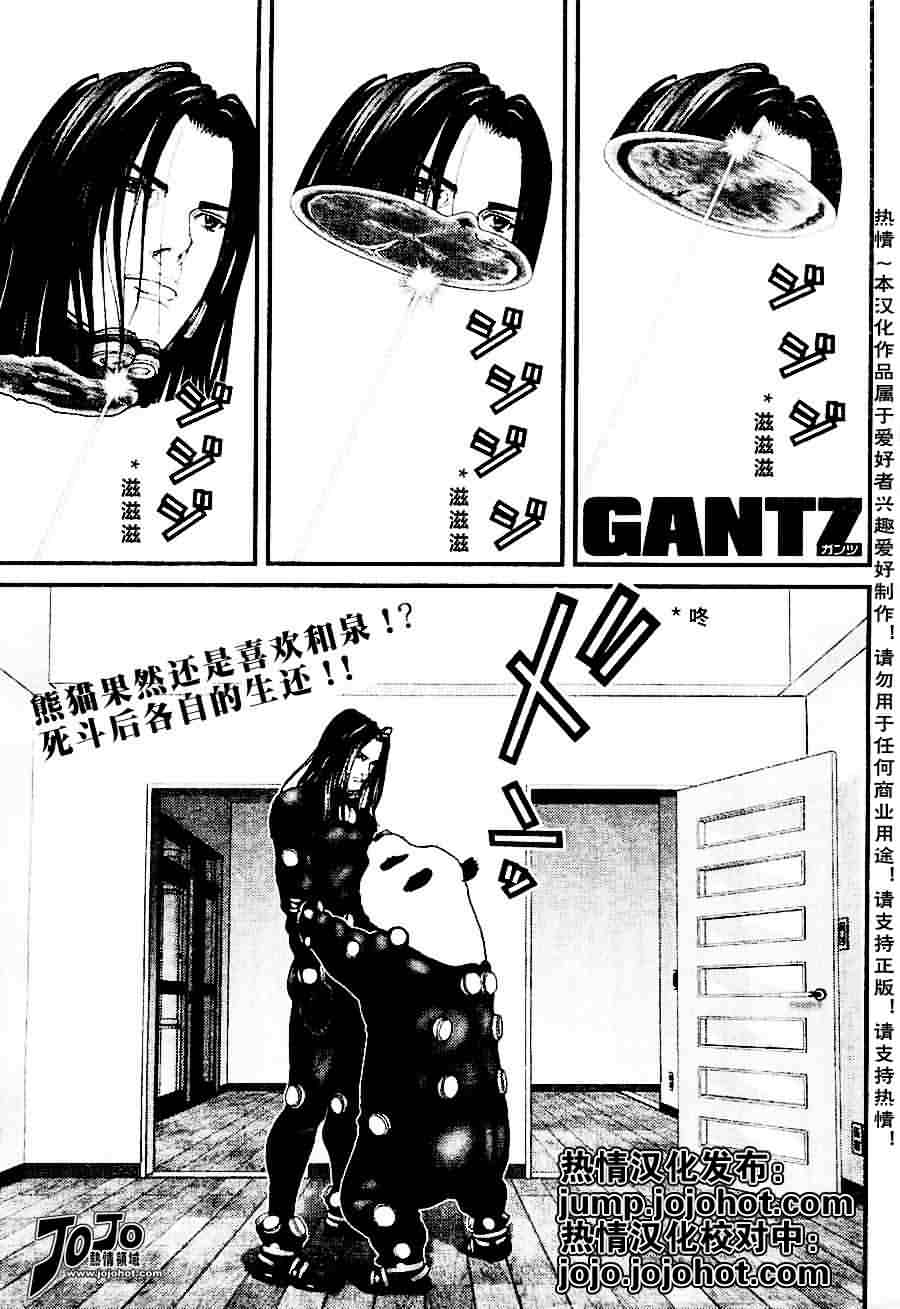 ジジジジ
*滋滋滋
GANTZ
ガンツ
ジジジジ
*滋滋滋
ジジジ
*滋滋滋
*咚
ドンッ
熊猫果然还是喜欢和泉！？
死斗后各自的生还！！
热情～本汉化作品属于爱好者兴趣爱好制作！请勿用于任何商业用途！请支持正版！请支持热情！
热情汉化发布：
jump.jojohot.com
热情汉化校对中：
jojo.jojohot.com
JOJO
熱情領域
www.jojohot.com